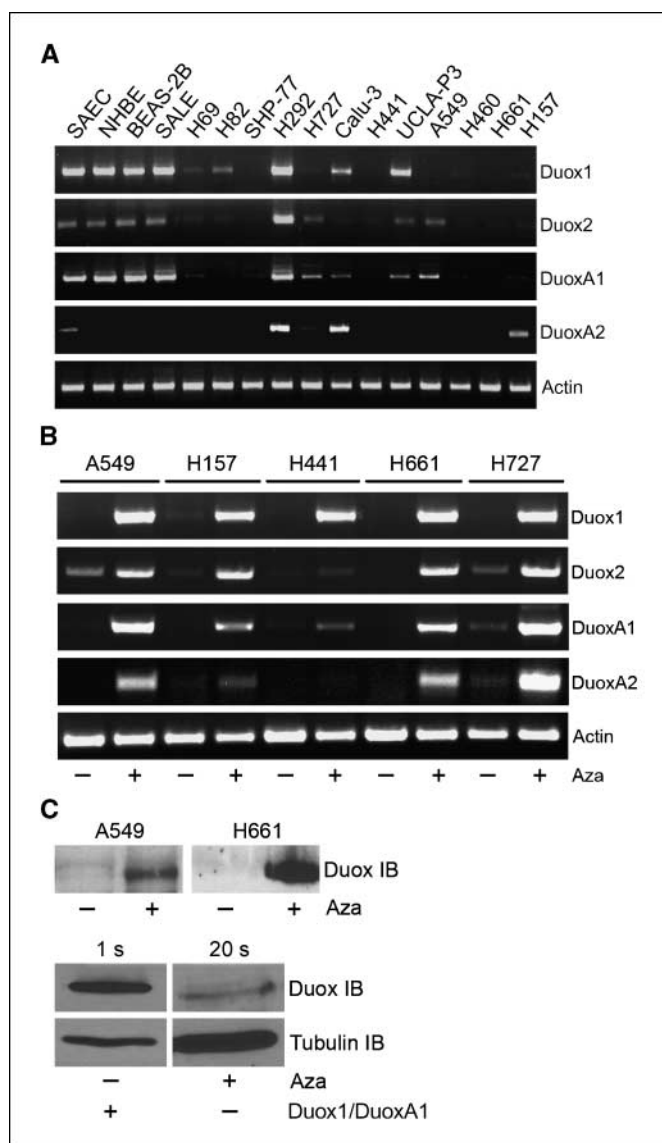 A
SAEC NHBE BEAS-2B SALE H69 H82 SHP-77 H292 H727 Calu-3 H441 UCLA-P3 A549 H460 H661 H157
Duox1
Duox2
DuoxA1
DuoxA2
Actin
B
A549 H157 H441 H661 H727
Duox1
Duox2
DuoxA1
DuoxA2
Actin
− + − + − + − + − + Aza
C
A549 H661
Duox IB
− + − + Aza
1 s 20 s
Duox IB
Tubulin IB
− + Aza
+ − Duox1/DuoxA1